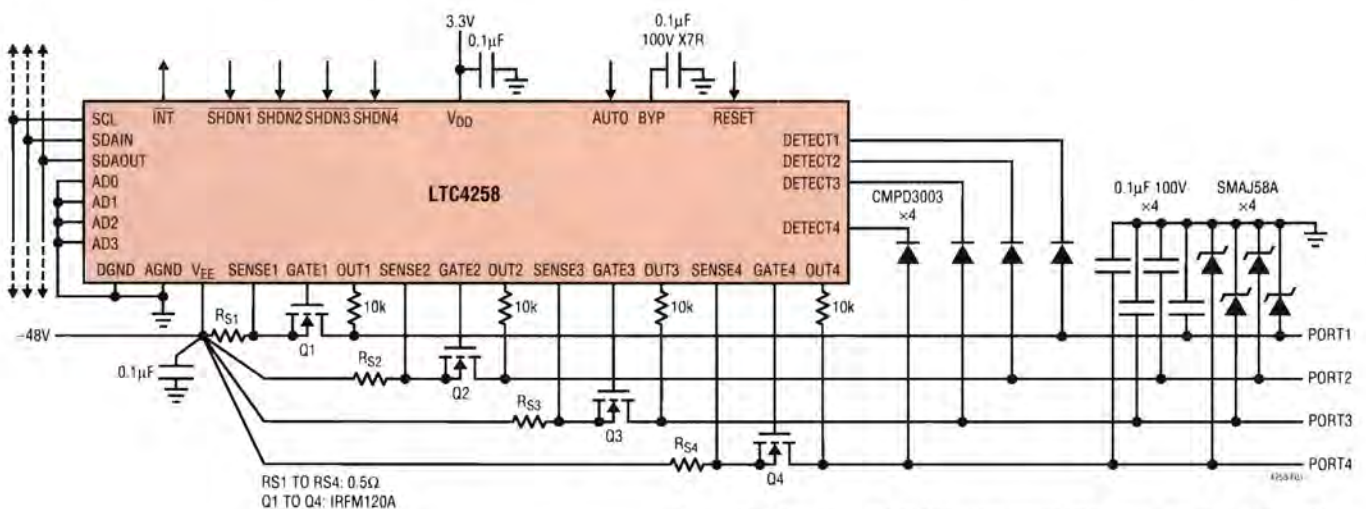 3.3V
0.1µF
0.1µF
100V X7R
SCL
INT
SHDN1
SHDN2
SHDN3
SHDN4
VDD
AUTO
BYP
RESET
SDAIN
SDAOUT
AD0
AD1
AD2
AD3
LTC4258
DETECT1
DETECT2
DETECT3
DETECT4
CMPD3003
×4
0.1µF 100V
×4
SMAJ58A
×4
DGND
AGND
VEE
SENSE1
GATE1
OUT1
SENSE2
GATE2
OUT2
SENSE3
GATE3
OUT3
SENSE4
GATE4
OUT4
10k
10k
10k
10k
–48V
RS1
Q1
PORT1
0.1µF
RS2
Q2
PORT2
RS3
Q3
PORT3
RS4
Q4
PORT4
RS1 TO RS4: 0.5Ω
Q1 TO Q4: IRFM120A